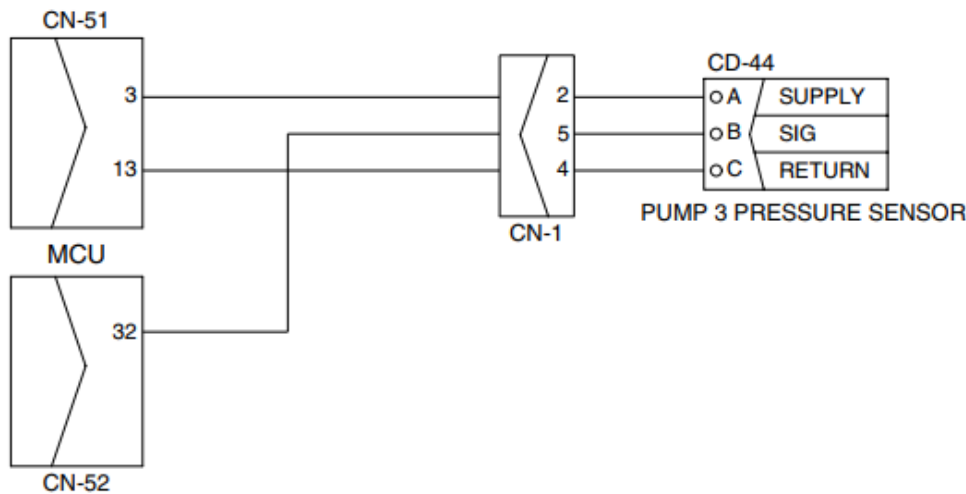 CN-51
3
13
MCU
32
CN-52
2
5
4
CN-1
CD-44
A SUPPLY
B SIG
C RETURN
PUMP 3 PRESSURE SENSOR